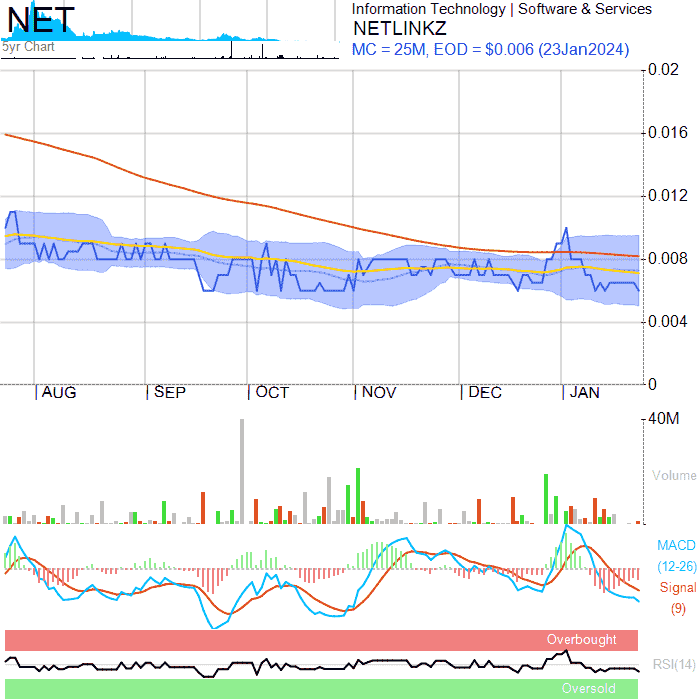 NET
5yr Chart
Information Technology | Software & Services
NETLINKZ
MC = 25M, EOD = $0.006 (23Jan2024)
0.02
0.016
0.012
0.008
0.004
0
AUG SEP OCT NOV DEC JAN
40M
Volume
MACD
(12-26)
Signal
(9)
Overbought
RSI(14)
Oversold